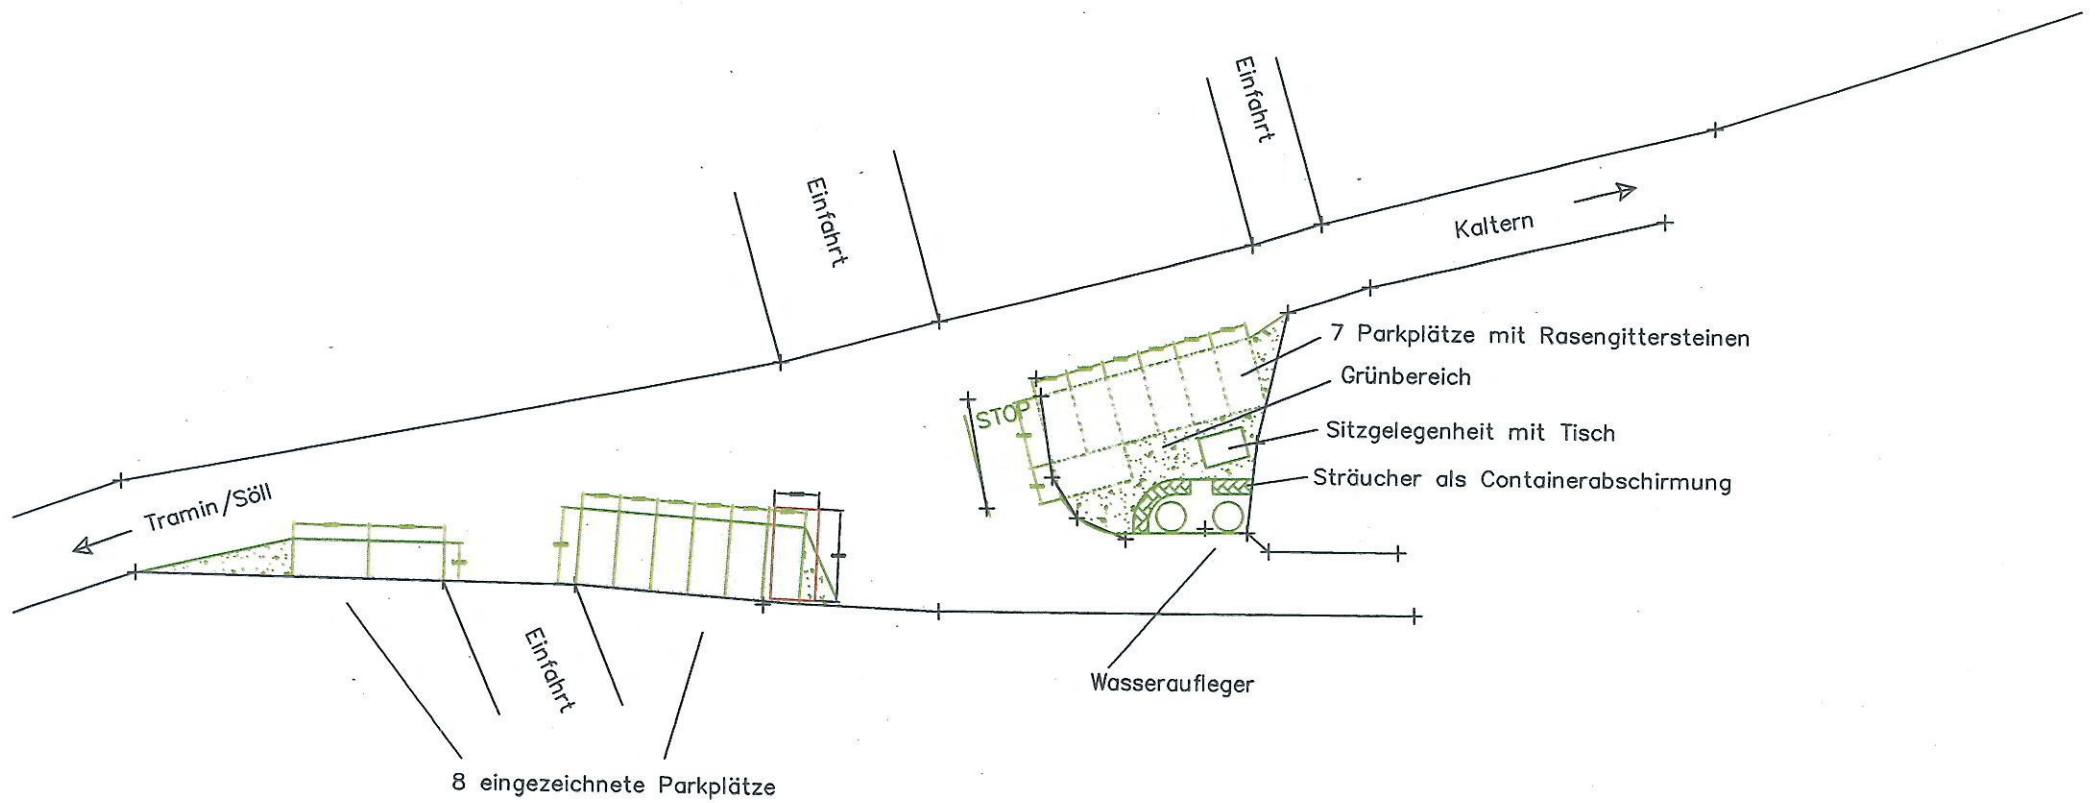 Einfahrt
Einfahrt
Kaltern
7 Parkplätze mit Rasengittersteinen
Grünbereich
STOP
Sitzgelegenheit mit Tisch
Sträucher als Containerabschirmung
Tramin/Söll
Einfahrt
Wasseraufleger
8 eingezeichnete Parkplätze